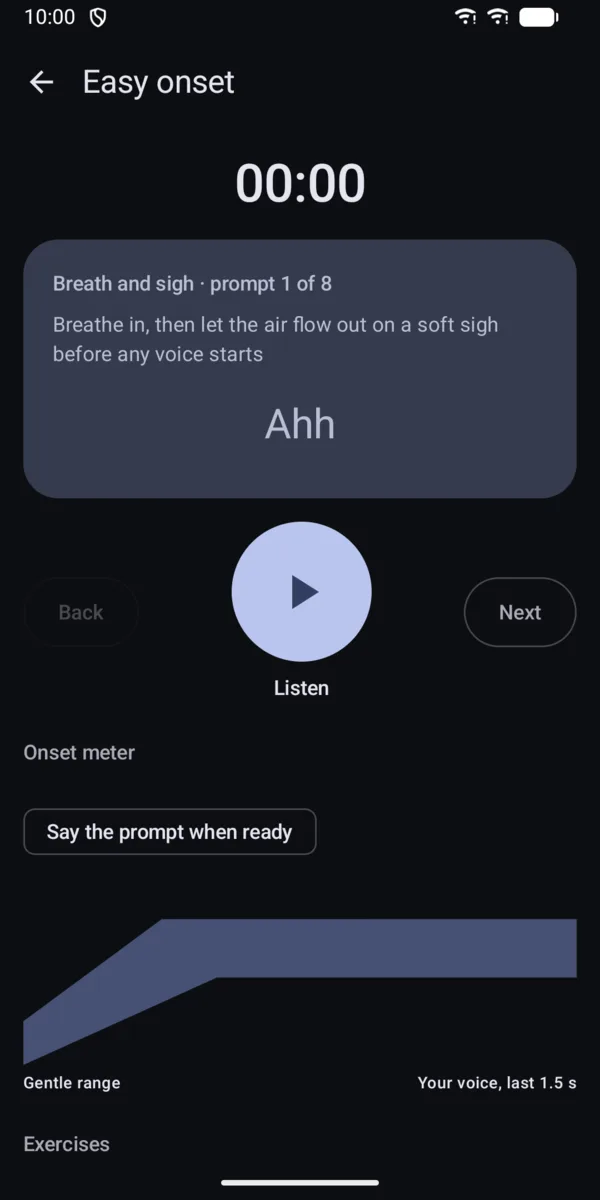 10:00
Easy onset
00:00
Breath and sigh · prompt 1 of 8
Breathe in, then let the air flow out on a soft sigh
before any voice starts
Ahh
Back
Next
Listen
Onset meter
Say the prompt when ready
Gentle range
Your voice, last 1.5 s
Exercises